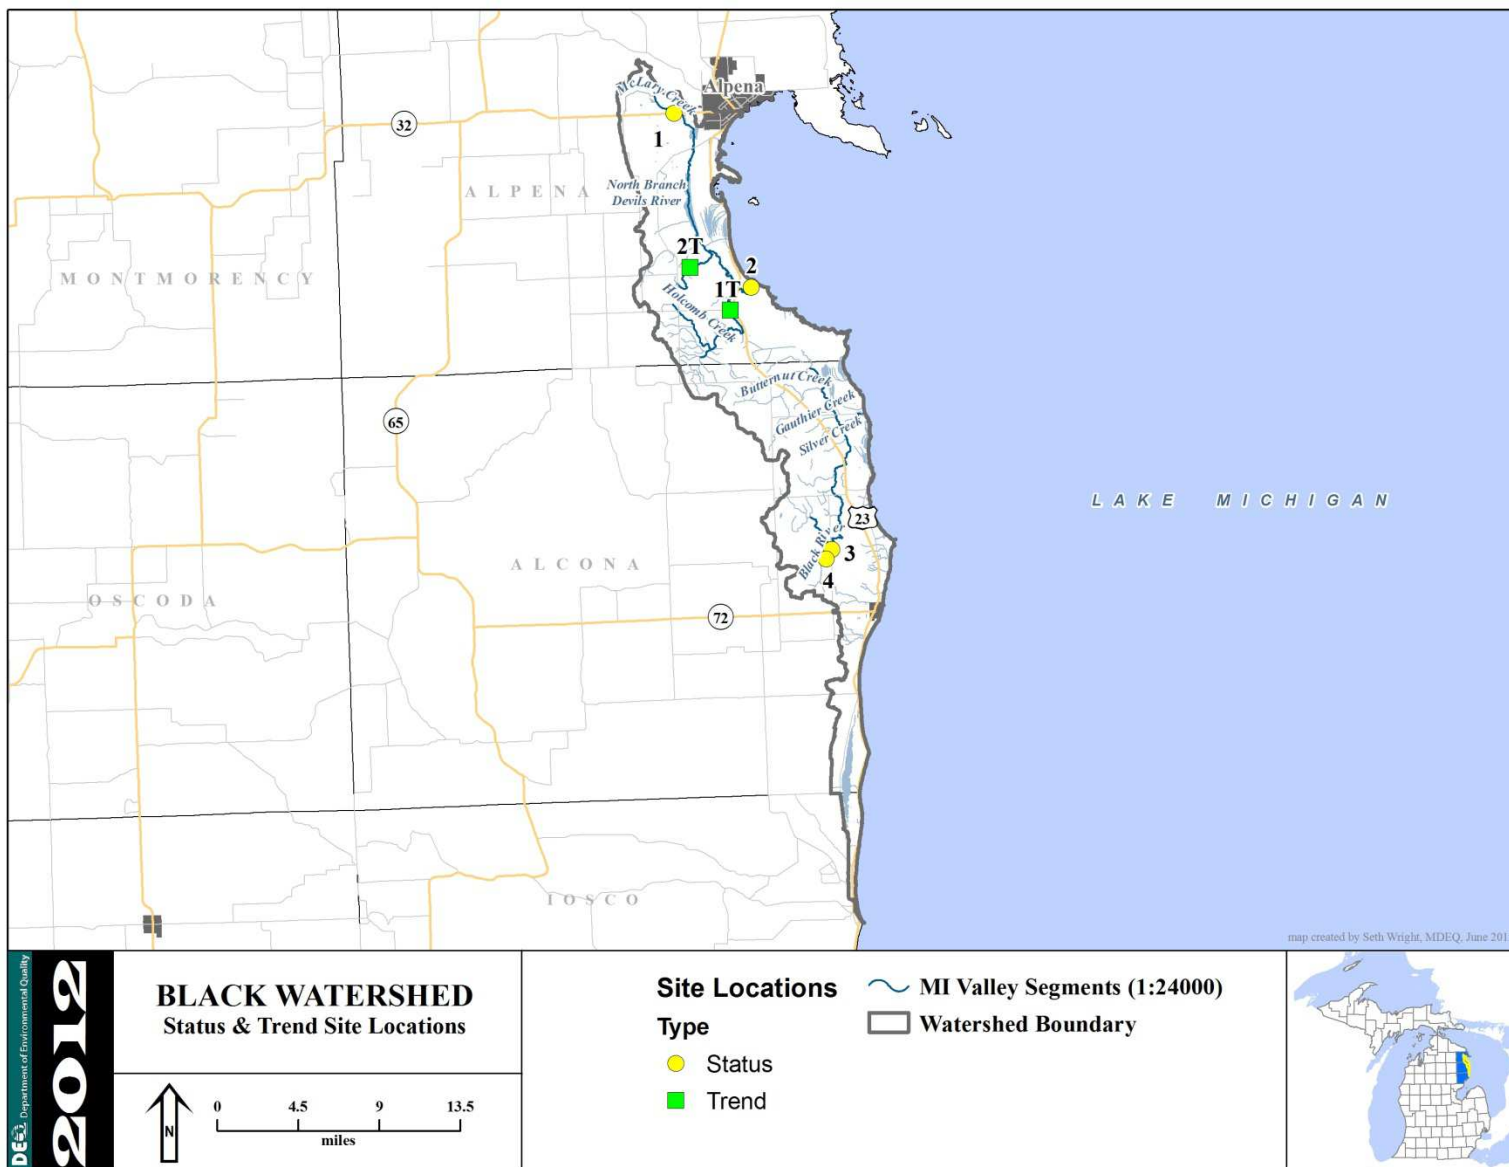 McLary Creek
Alpena
32
1
ALPENA
North Branch
Devils River
MONTMORENCY
2T
2
1T
Holcomb Creek
Butternut Creek
65
Gauthier Creek
Silver Creek
LAKE MICHIGAN
23
Black River
3
4
ALCONA
OSCODA
72
IOSCO
map created by Seth Wright, MDEQ, June 201
DEQ Department of Environmental Quality
2012
BLACK WATERSHED
Status & Trend Site Locations
N
0 4.5 9 13.5
miles
Site Locations
Type
Status
Trend
MI Valley Segments (1:24000)
Watershed Boundary